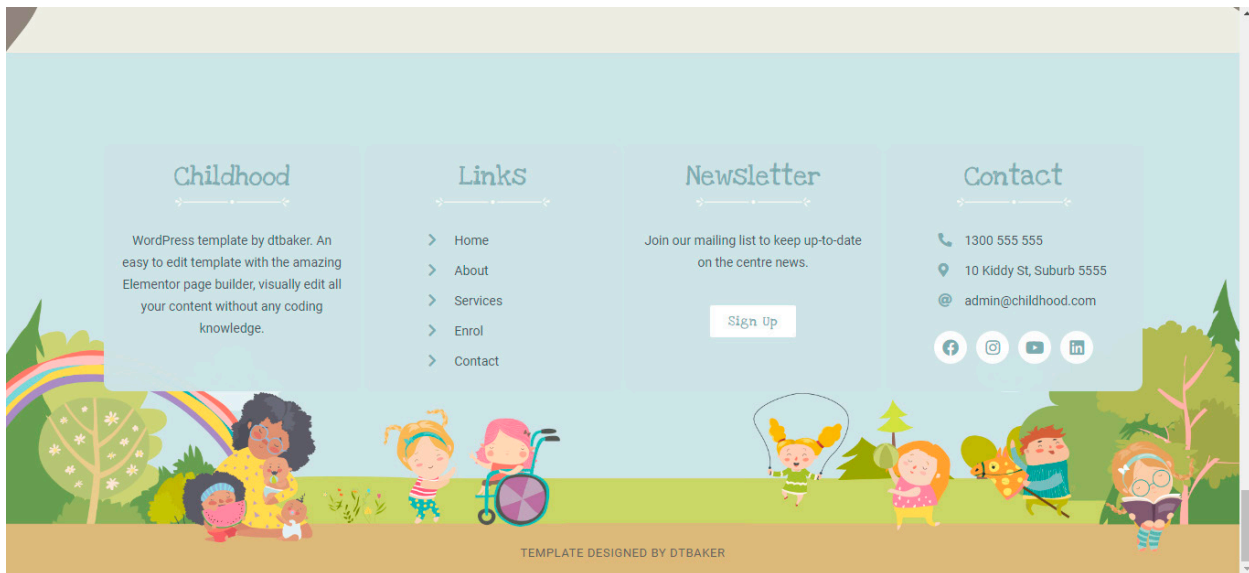 Childhood
WordPress template by dtbaker. An
easy to edit template with the amazing
Elementor page builder, visually edit all
your content without any coding
knowledge.
Links
Home
About
Services
Enrol
Contact
Newsletter
Join our mailing list to keep up-to-date
on the centre news.
Sign Up
Contact
1300 555 555
10 Kiddy St, Suburb 5555
admin@childhood.com
TEMPLATE DESIGNED BY DTBAKER